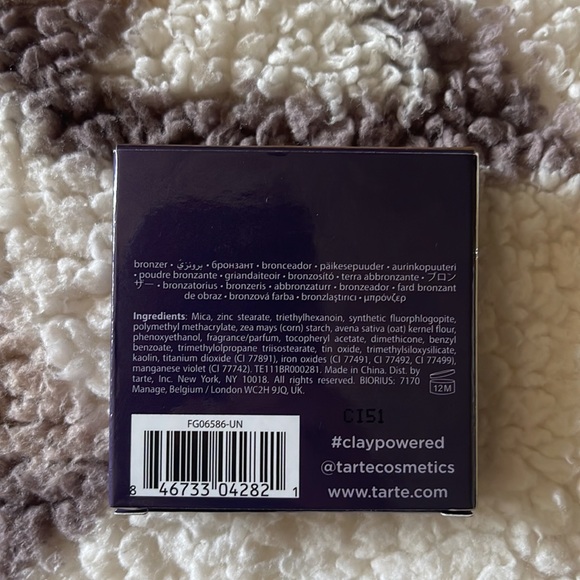 bronzer • برونزي • бронзант • bronceador • päikesepuuder • aurinkopuuteri
• poudre bronzante • griandaiteoir • bronzosító • terra abbronzante • ブロン
ザー • bronzatorius • bronzeris • abbronzaturr • bronzeador • fard bronzant
de obraz • bronzová farba • bronzlaştırıcı • μπρόνζερ
Ingredients: Mica, zinc stearate, triethylhexanoin, synthetic fluorphlogopite,
polymethyl methacrylate, zea mays (corn) starch, avena sativa (oat) kernel flour,
phenoxyethanol, fragrance/parfum, tocopheryl acetate, dimethicone, benzyl
benzoate, trimethylolpropane triisostearate, tin oxide, trimethylsiloxysilicate,
kaolin, titanium dioxide (CI 77891), iron oxides (CI 77491, CI 77492, CI 77499),
manganese violet (CI 77742). TE111BR000281. Made in China. Dist. by
tarte, Inc. New York, NY, 10018. All rights reserved. BIORIUS: 7170
Manage, Belgium / London WC2H 9JQ, UK.
12M
FG06586-UN
CI51
#claypowered
@tartecosmetics
www.tarte.com
8 46733 04282 1